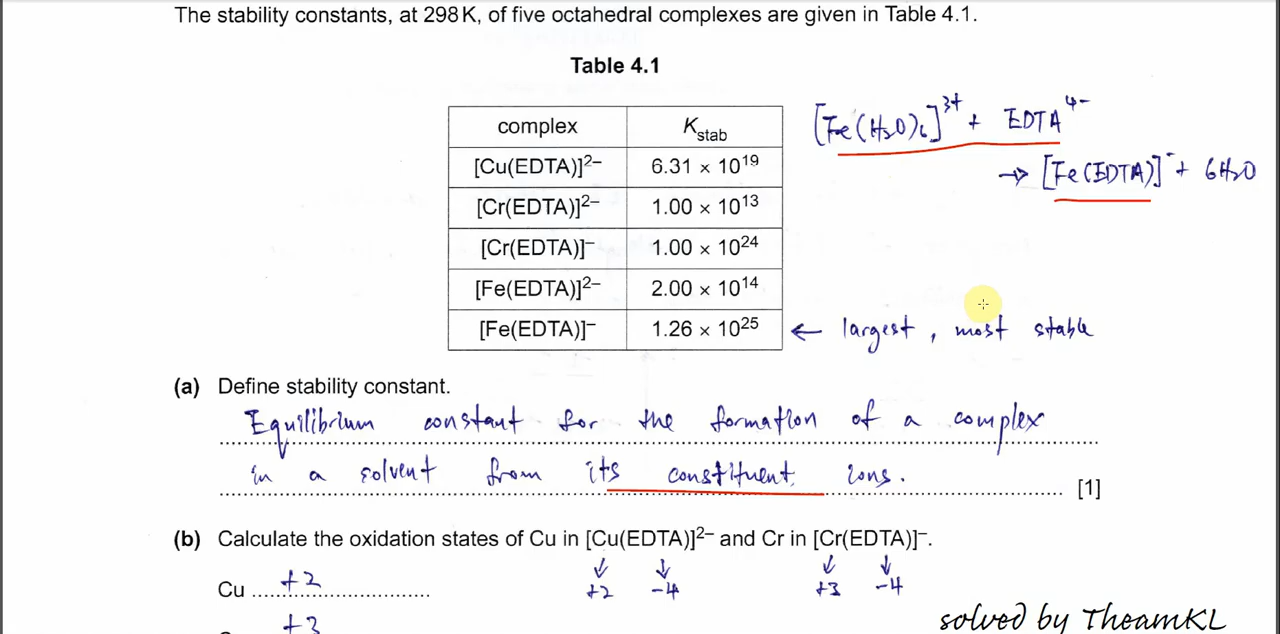 The stability constants, at 298 K, of five octahedral complexes are given in Table 4.1.
Table 4.1
complex K_stab
[Cu(EDTA)]²⁻ 6.31 × 10¹⁹
[Cr(EDTA)]²⁻ 1.00 × 10¹³
[Cr(EDTA)]⁻ 1.00 × 10²⁴
[Fe(EDTA)]²⁻ 2.00 × 10¹⁴
[Fe(EDTA)]⁻ 1.26 × 10²⁵ ← largest, most stable
[Fe(H₂O)₆]³⁺ + EDTA⁴⁻
→ [Fe(EDTA)]⁻ + 6H₂O
(a) Define stability constant.
Equilibrium constant for the formation of a complex
in a solvent from its constituent ions.
[1]
(b) Calculate the oxidation states of Cu in [Cu(EDTA)]²⁻ and Cr in [Cr(EDTA)]⁻.
↓ ↓ ↓ ↓
Cu +2 +2 -4 +3 -4
+3
solved by TheamKL